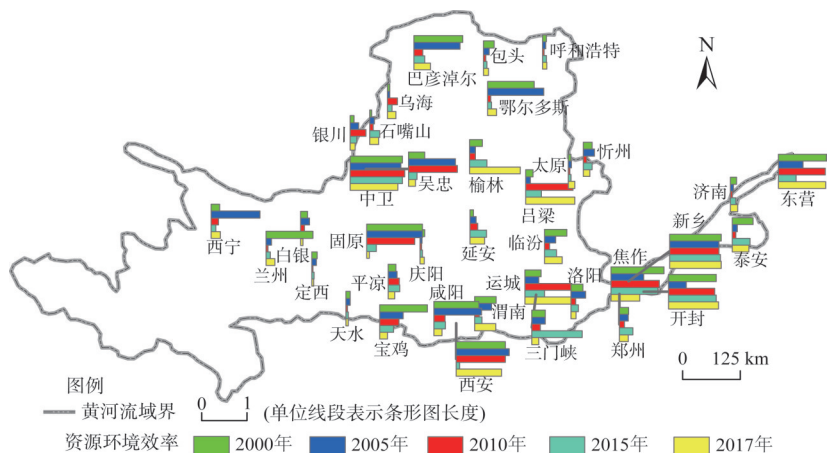 N
呼和浩特
包头
巴彦淖尔
乌海
鄂尔多斯
银川
石嘴山
忻州
太原
中卫
吴忠
榆林
吕梁
济南
东营
新乡
西宁
白银
兰州
固原
庆阳
延安
临汾
焦作
泰安
定西
平凉
咸阳
运城
洛阳
渭南
开封
天水
宝鸡
三门峡
郑州
西安
0 125 km
图例
黄河流域界
0 1
(单位线段表示条形图长度)
资源环境效率 2000年 2005年 2010年 2015年 2017年